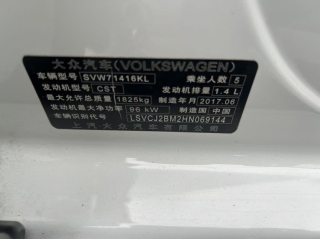 大众汽车(VOLKSWAGEN)
车辆型号 SVW71416KL 乘坐人数 5
发动机型号 CST 发动机排量 1.4 L
最大允许总质量 1825kg 制造年月 2017.06
发动机最大净功率 96 kW 制造国 中国
车辆识别代号 LSVCJ2BM2HN069144
上汽大众汽车有限公司